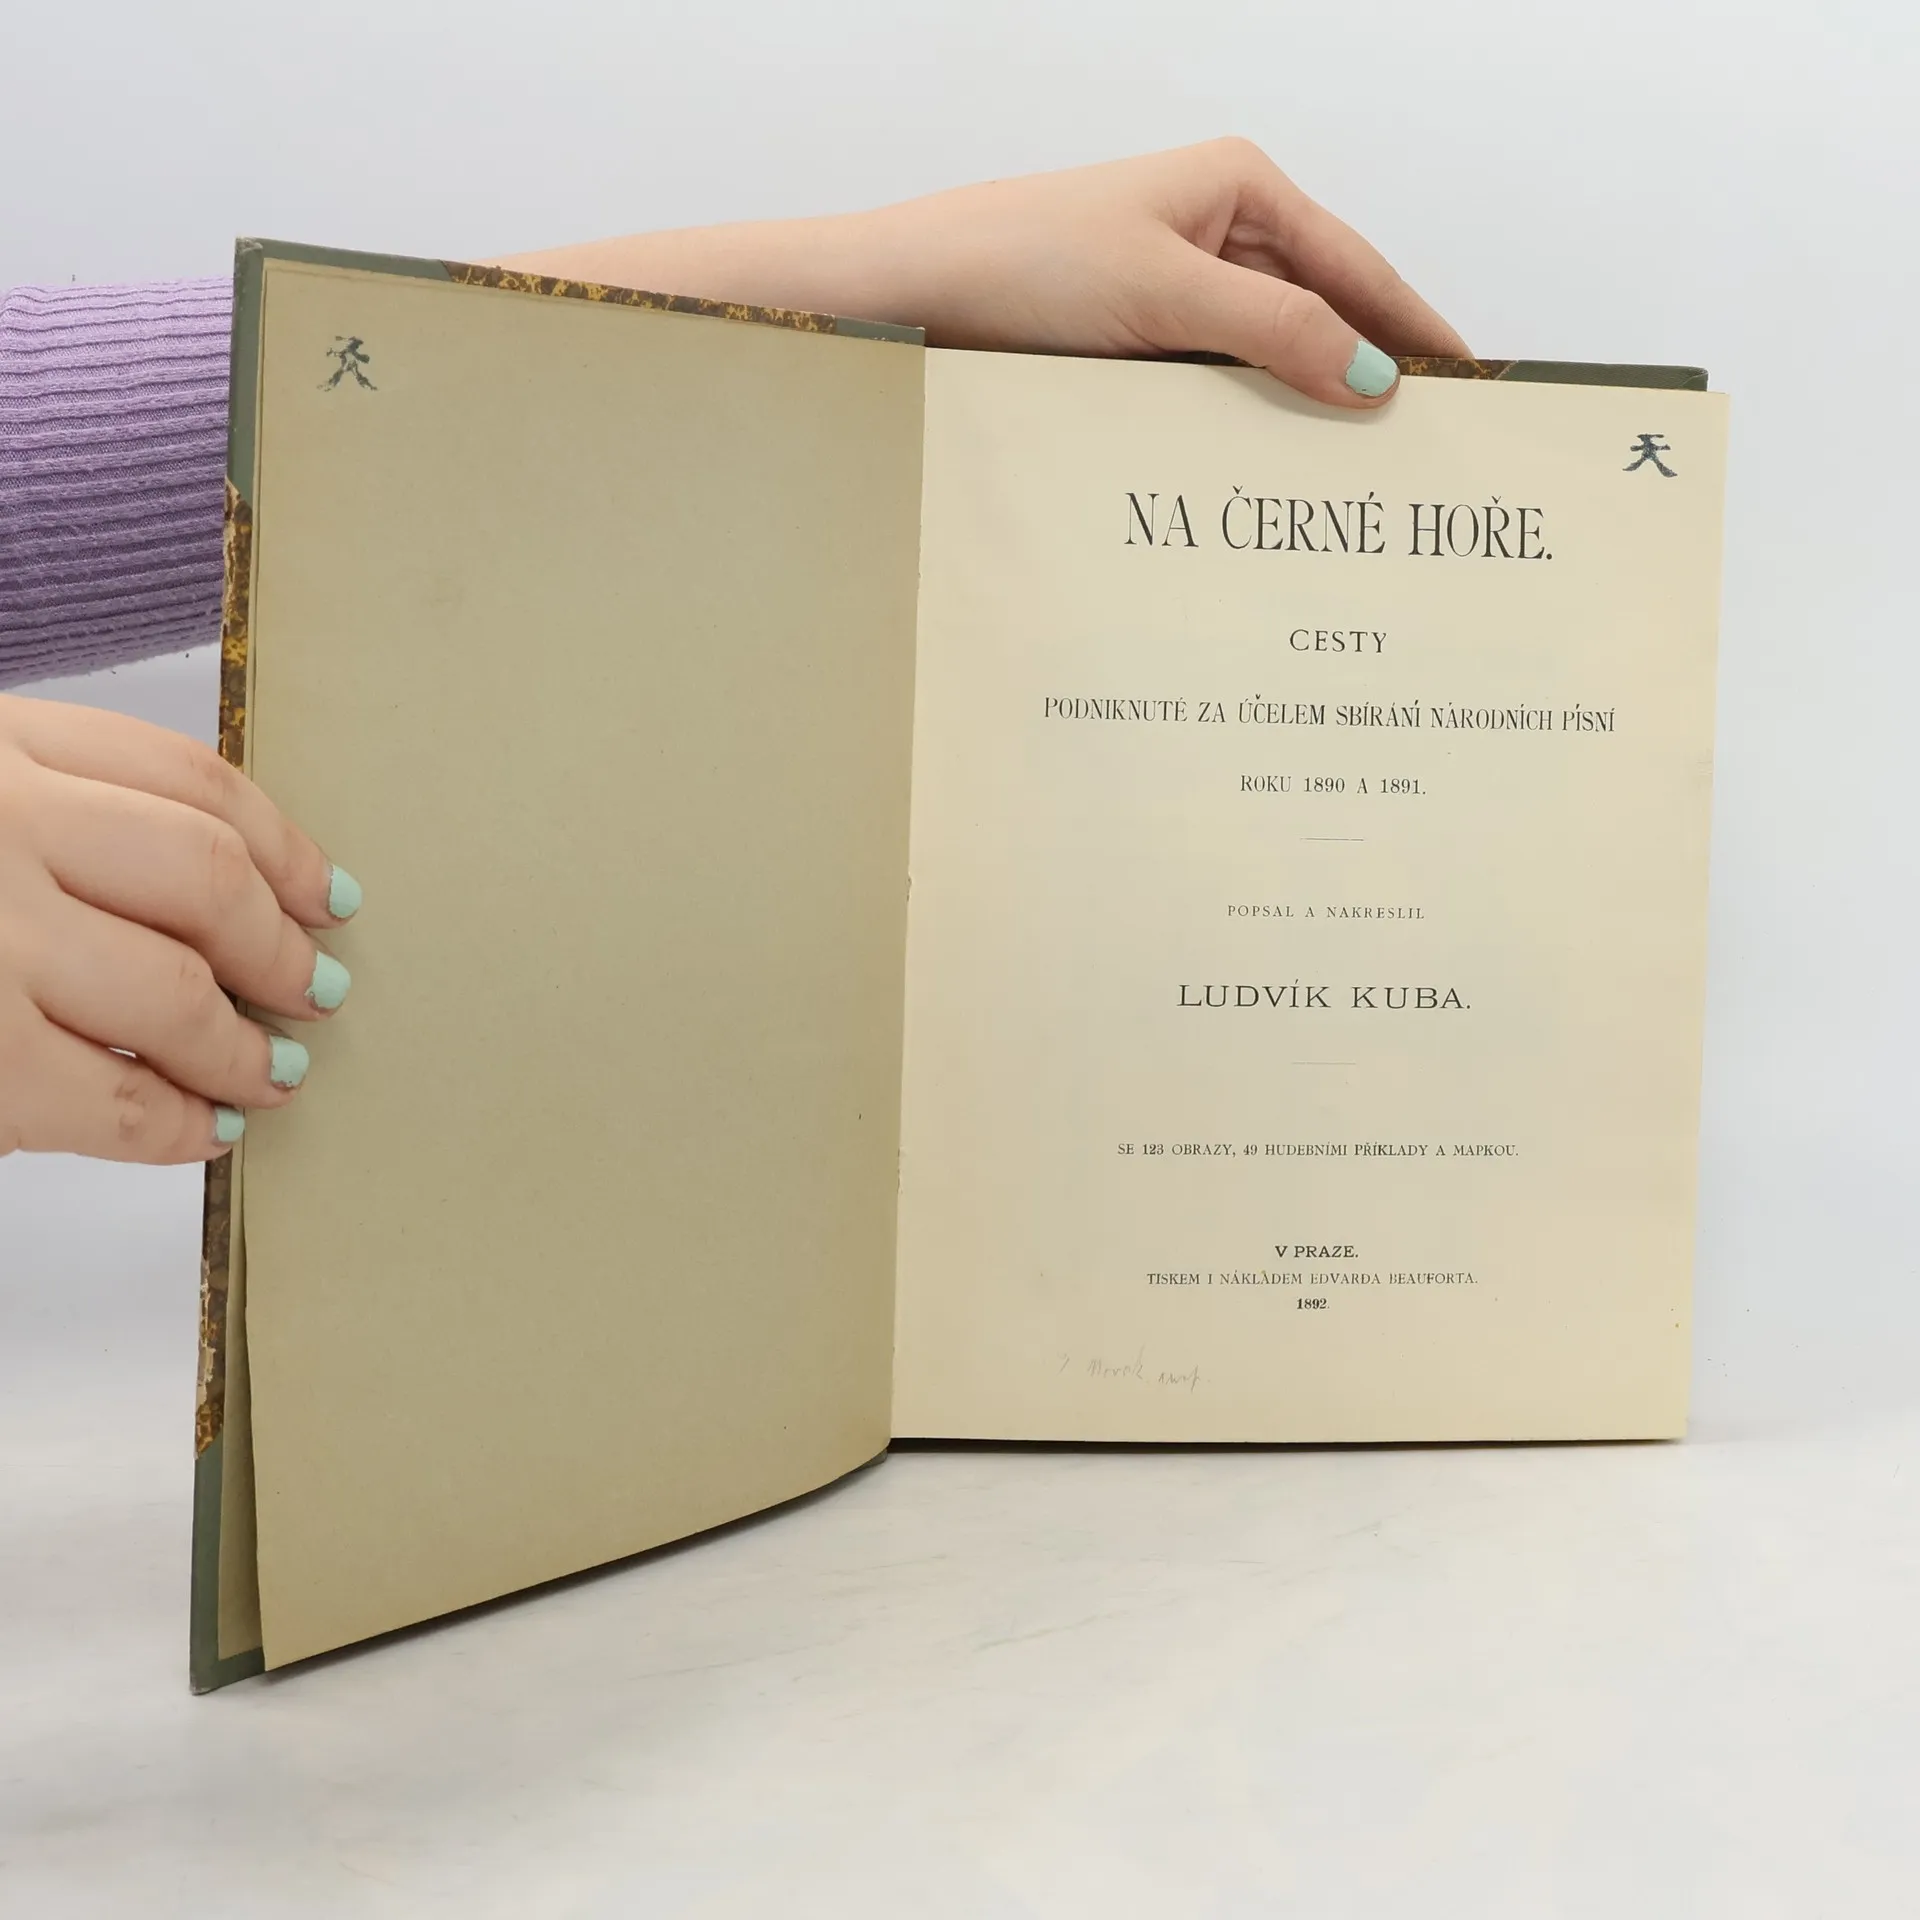 NA ČERNÉ HOŘE.
CESTY
PODNIKNUTÉ ZA ÚČELEM SBÍRÁNÍ NÁRODNÍCH PÍSNÍ
ROKU 1890 A 1891.
POPSAL A NAKRESLIL
LUDVÍK KUBA.
SE 123 OBRAZY, 49 HUDEBNÍMI PŘÍKLADY A MAPKOU.
V PRAZE.
TISKEM I NÁKLADEM EDVARDA BEAUFORTA.
1892.